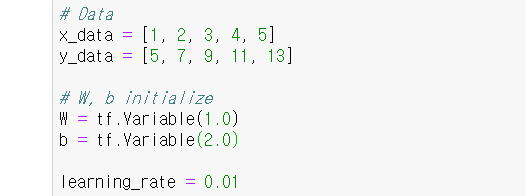 # Data
x_data = [1, 2, 3, 4, 5]
y_data = [5, 7, 9, 11, 13]
# W, b initialize
W = tf.Variable(1.0)
b = tf.Variable(2.0)
learning_rate = 0.01